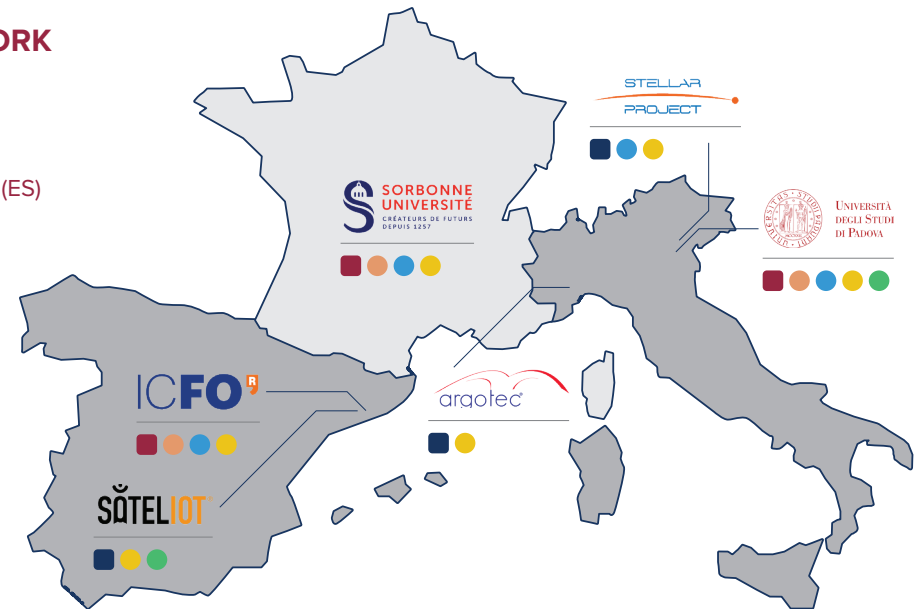 ORK
(ES)
STELLAR
PROJECT
SORBONNE
UNIVERSITÉ
CRÉATEURS DE FUTURS
DEPUIS 1257
UNIVERSITÀ
DEGLI STUDI
DI PADOVA
ICFO R
argotec
SATELIOT